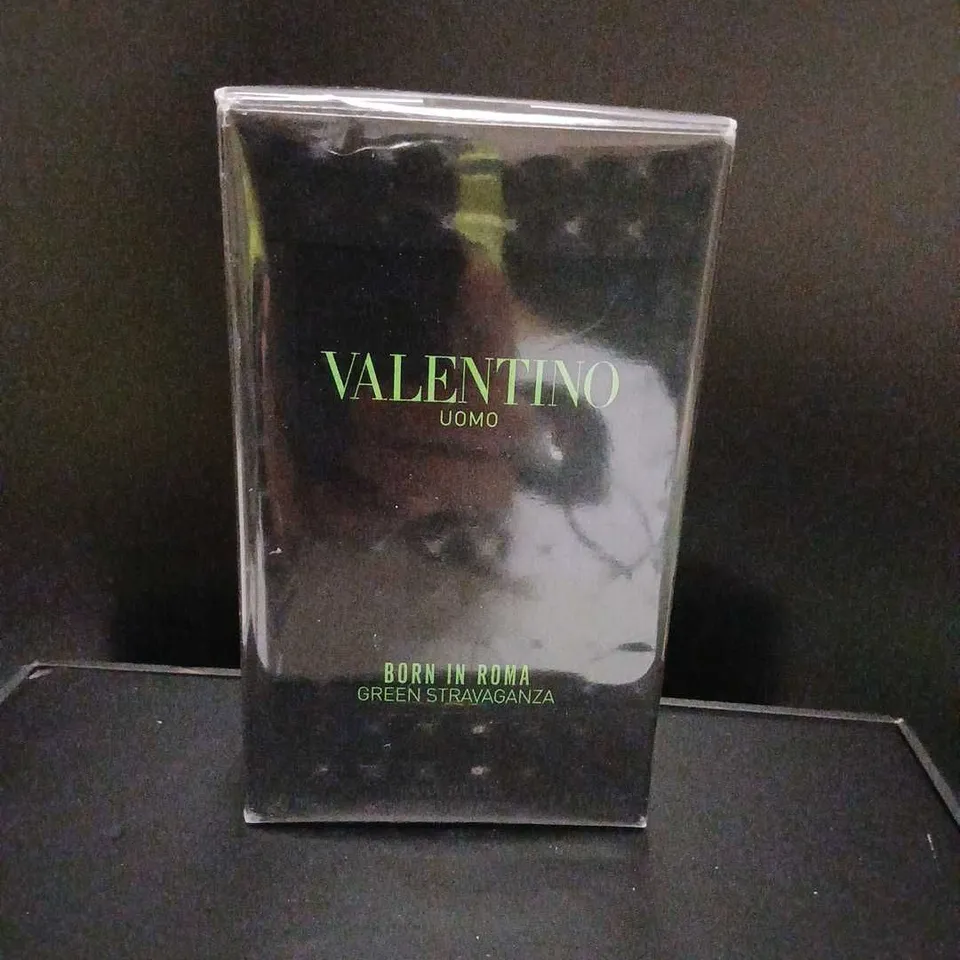 VALENTINO
UOMO
BORN IN ROMA
GREEN STRAVAGANZA